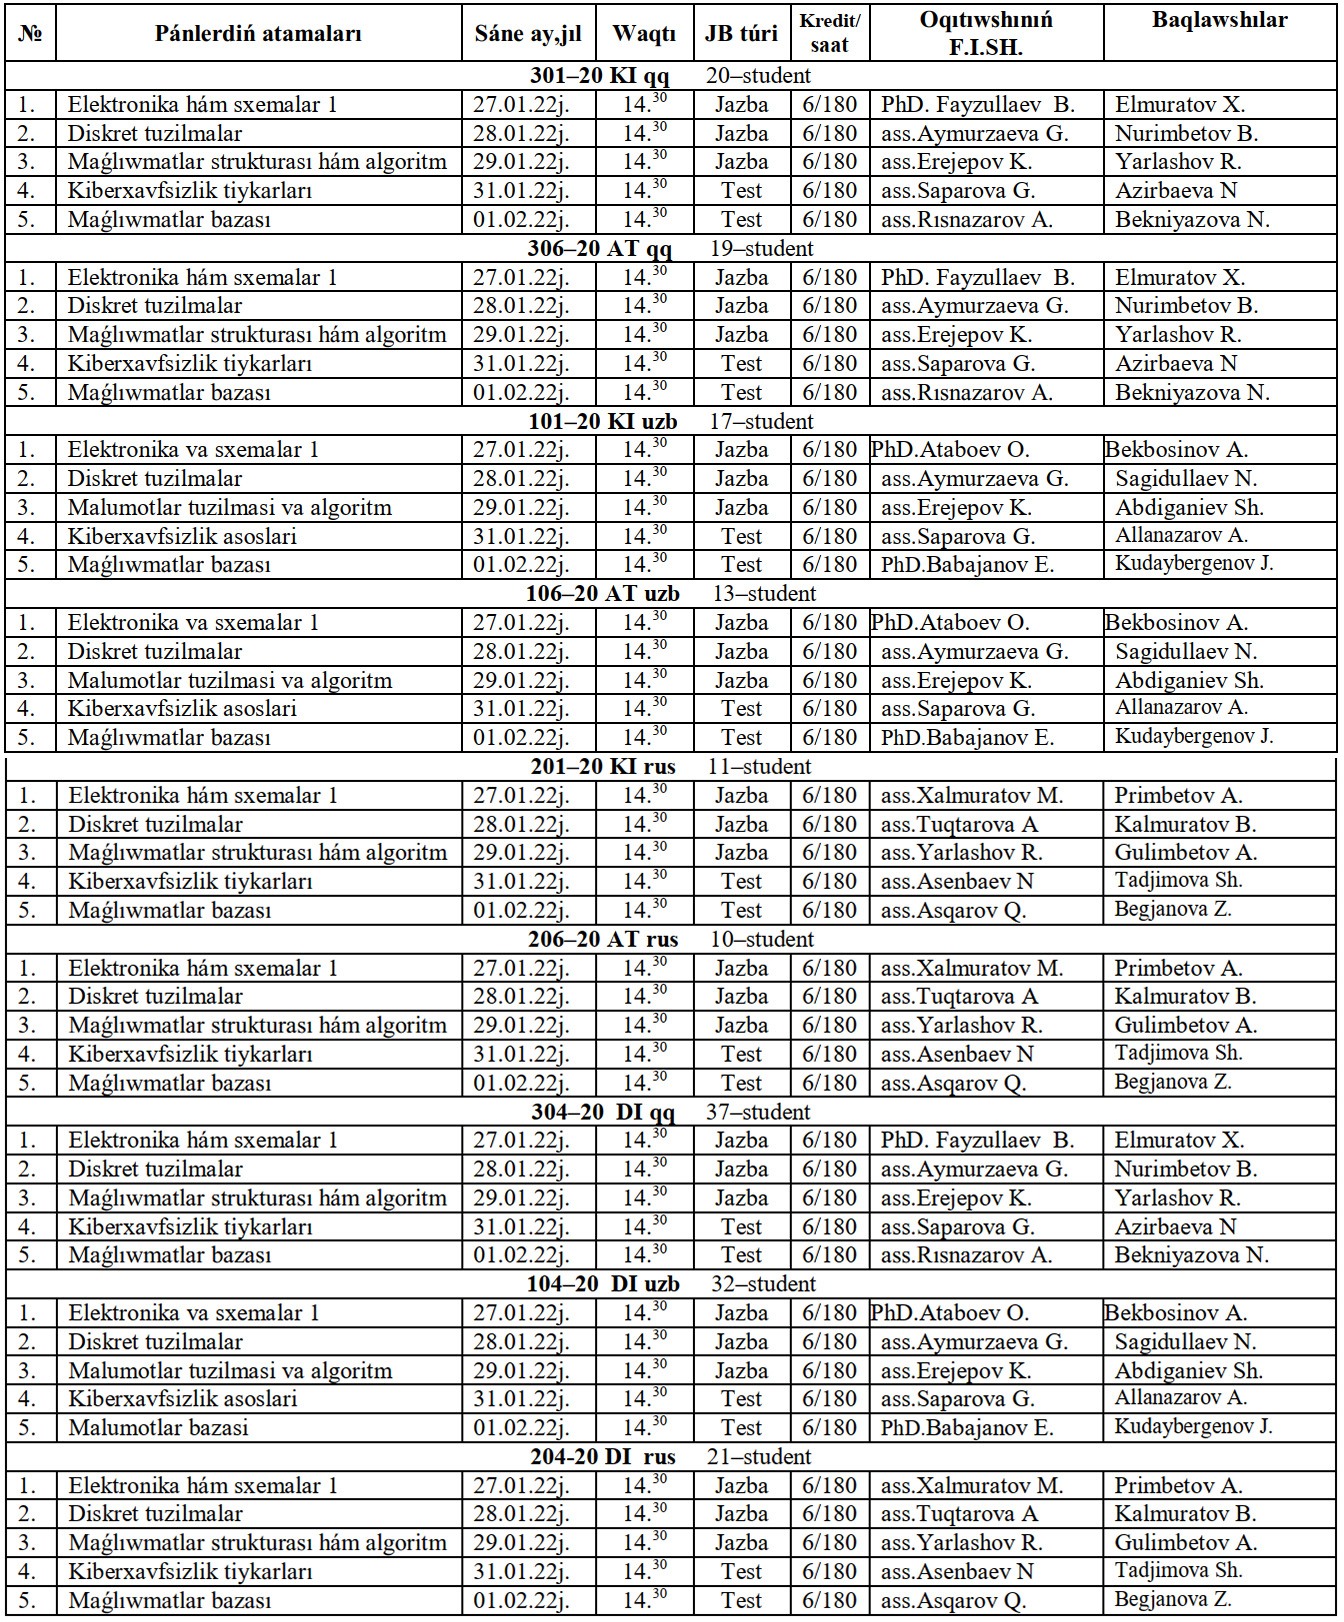 № Pánlerdiń atamaları Sáne ay,jıl Waqtı JB túri Kredit/ saat Oqıtıwshınıń F.I.SH. Baqlawshılar
301–20 KI qq 20–student
1. Elektronika hám sxemalar 1 27.01.22j. 14.30 Jazba 6/180 PhD. Fayzullaev B. Elmuratov X.
2. Diskret tuzilmalar 28.01.22j. 14.30 Jazba 6/180 ass.Aymurzaeva G. Nurimbetov B.
3. Maǵlıwmatlar strukturası hám algoritm 29.01.22j. 14.30 Jazba 6/180 ass.Erejepov K. Yarlashov R.
4. Kiberxavfsizlik tiykarları 31.01.22j. 14.30 Test 6/180 ass.Saparova G. Azirbaeva N
5. Maǵlıwmatlar bazası 01.02.22j. 14.30 Test 6/180 ass.Rısnazarov A. Bekniyazova N.
306–20 AT qq 19–student
1. Elektronika hám sxemalar 1 27.01.22j. 14.30 Jazba 6/180 PhD. Fayzullaev B. Elmuratov X.
2. Diskret tuzilmalar 28.01.22j. 14.30 Jazba 6/180 ass.Aymurzaeva G. Nurimbetov B.
3. Maǵlıwmatlar strukturası hám algoritm 29.01.22j. 14.30 Jazba 6/180 ass.Erejepov K. Yarlashov R.
4. Kiberxavfsizlik tiykarları 31.01.22j. 14.30 Test 6/180 ass.Saparova G. Azirbaeva N
5. Maǵlıwmatlar bazası 01.02.22j. 14.30 Test 6/180 ass.Rısnazarov A. Bekniyazova N.
101–20 KI uzb 17–student
1. Elektronika va sxemalar 1 27.01.22j. 14.30 Jazba 6/180 PhD.Ataboev O. Bekbosinov A.
2. Diskret tuzilmalar 28.01.22j. 14.30 Jazba 6/180 ass.Aymurzaeva G. Sagidullaev N.
3. Malumotlar tuzilmasi va algoritm 29.01.22j. 14.30 Jazba 6/180 ass.Erejepov K. Abdiganiev Sh.
4. Kiberxavfsizlik asoslari 31.01.22j. 14.30 Test 6/180 ass.Saparova G. Allanazarov A.
5. Maǵlıwmatlar bazası 01.02.22j. 14.30 Test 6/180 PhD.Babajanov E. Kudaybergenov J.
106–20 AT uzb 13–student
1. Elektronika va sxemalar 1 27.01.22j. 14.30 Jazba 6/180 PhD.Ataboev O. Bekbosinov A.
2. Diskret tuzilmalar 28.01.22j. 14.30 Jazba 6/180 ass.Aymurzaeva G. Sagidullaev N.
3. Malumotlar tuzilmasi va algoritm 29.01.22j. 14.30 Jazba 6/180 ass.Erejepov K. Abdiganiev Sh.
4. Kiberxavfsizlik asoslari 31.01.22j. 14.30 Test 6/180 ass.Saparova G. Allanazarov A.
5. Maǵlıwmatlar bazası 01.02.22j. 14.30 Test 6/180 PhD.Babajanov E. Kudaybergenov J.
201–20 KI rus 11–student
1. Elektronika hám sxemalar 1 27.01.22j. 14.30 Jazba 6/180 ass.Xalmuratov M. Primbetov A.
2. Diskret tuzilmalar 28.01.22j. 14.30 Jazba 6/180 ass.Tuqtarova A Kalmuratov B.
3. Maǵlıwmatlar strukturası hám algoritm 29.01.22j. 14.30 Jazba 6/180 ass.Yarlashov R. Gulimbetov A.
4. Kiberxavfsizlik tiykarları 31.01.22j. 14.30 Test 6/180 ass.Asenbaev N Tadjimova Sh.
5. Maǵlıwmatlar bazası 01.02.22j. 14.30 Test 6/180 ass.Asqarov Q. Begjanova Z.
206–20 AT rus 10–student
1. Elektronika hám sxemalar 1 27.01.22j. 14.30 Jazba 6/180 ass.Xalmuratov M. Primbetov A.
2. Diskret tuzilmalar 28.01.22j. 14.30 Jazba 6/180 ass.Tuqtarova A Kalmuratov B.
3. Maǵlıwmatlar strukturası hám algoritm 29.01.22j. 14.30 Jazba 6/180 ass.Yarlashov R. Gulimbetov A.
4. Kiberxavfsizlik tiykarları 31.01.22j. 14.30 Test 6/180 ass.Asenbaev N Tadjimova Sh.
5. Maǵlıwmatlar bazası 01.02.22j. 14.30 Test 6/180 ass.Asqarov Q. Begjanova Z.
304–20 DI qq 37–student
1. Elektronika hám sxemalar 1 27.01.22j. 14.30 Jazba 6/180 PhD. Fayzullaev B. Elmuratov X.
2. Diskret tuzilmalar 28.01.22j. 14.30 Jazba 6/180 ass.Aymurzaeva G. Nurimbetov B.
3. Maǵlıwmatlar strukturası hám algoritm 29.01.22j. 14.30 Jazba 6/180 ass.Erejepov K. Yarlashov R.
4. Kiberxavfsizlik tiykarları 31.01.22j. 14.30 Test 6/180 ass.Saparova G. Azirbaeva N
5. Maǵlıwmatlar bazası 01.02.22j. 14.30 Test 6/180 ass.Rısnazarov A. Bekniyazova N.
104–20 DI uzb 32–student
1. Elektronika va sxemalar 1 27.01.22j. 14.30 Jazba 6/180 PhD.Ataboev O. Bekbosinov A.
2. Diskret tuzilmalar 28.01.22j. 14.30 Jazba 6/180 ass.Aymurzaeva G. Sagidullaev N.
3. Malumotlar tuzilmasi va algoritm 29.01.22j. 14.30 Jazba 6/180 ass.Erejepov K. Abdiganiev Sh.
4. Kiberxavfsizlik asoslari 31.01.22j. 14.30 Test 6/180 ass.Saparova G. Allanazarov A.
5. Malumotlar bazasi 01.02.22j. 14.30 Test 6/180 PhD.Babajanov E. Kudaybergenov J.
204-20 DI rus 21–student
1. Elektronika hám sxemalar 1 27.01.22j. 14.30 Jazba 6/180 ass.Xalmuratov M. Primbetov A.
2. Diskret tuzilmalar 28.01.22j. 14.30 Jazba 6/180 ass.Tuqtarova A Kalmuratov B.
3. Maǵlıwmatlar strukturası hám algoritm 29.01.22j. 14.30 Jazba 6/180 ass.Yarlashov R. Gulimbetov A.
4. Kiberxavfsizlik tiykarları 31.01.22j. 14.30 Test 6/180 ass.Asenbaev N Tadjimova Sh.
5. Maǵlıwmatlar bazası 01.02.22j. 14.30 Test 6/180 ass.Asqarov Q. Begjanova Z.